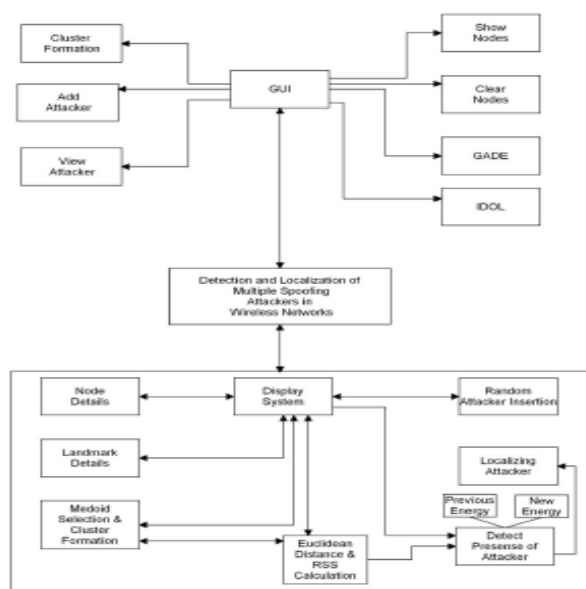 Cluster
Formation
Show
Nodes
GUI
Add
Attacker
Clear
Nodes
View
Attacker
GADE
IDOL
Detection and Localization of
Multiple Spoofing
Attackers in
Wireless Networks
Node
Details
Display
System
Random
Attacker Insertion
Landmark
Details
Localizing
Attacker
Medoid
Selection &
Cluster
Formation
Previous
Energy
New
Energy
Euclidean
Distance &
RSS
Calculation
Detect
Presense of
Attacker